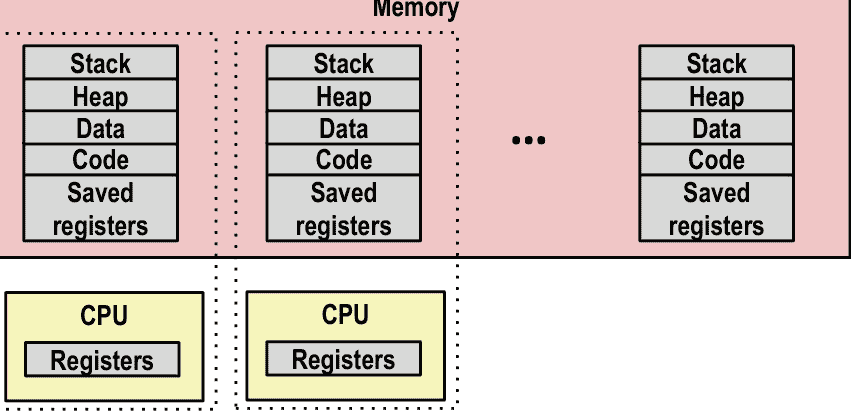 Memory
Stack
Heap
Data
Code
Saved
registers
Stack
Heap
Data
Code
Saved
registers
...
Stack
Heap
Data
Code
Saved
registers
CPU
Registers
CPU
Registers